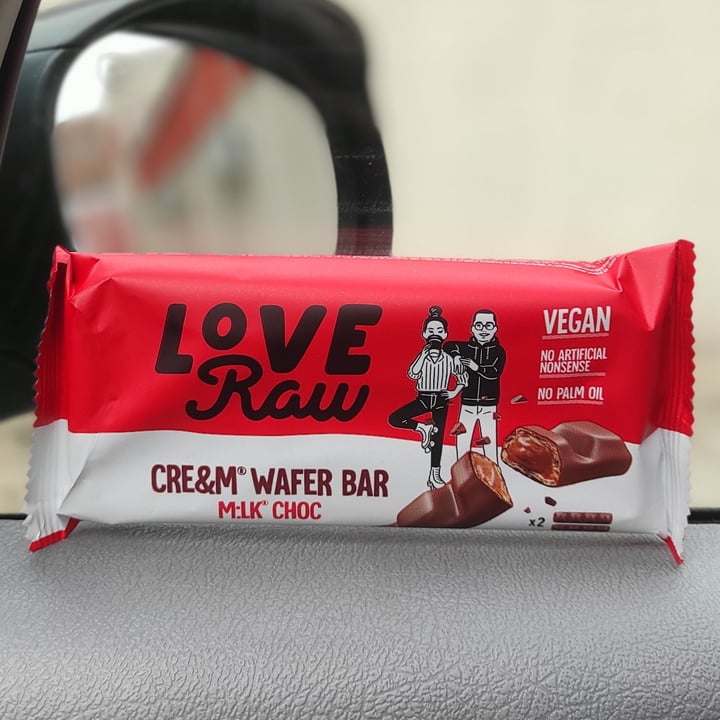 LOVE
Raw
VEGAN
NO ARTIFICIAL
NONSENSE
NO PALM OIL
CRE&M® WAFER BAR
M:LK® CHOC
x2